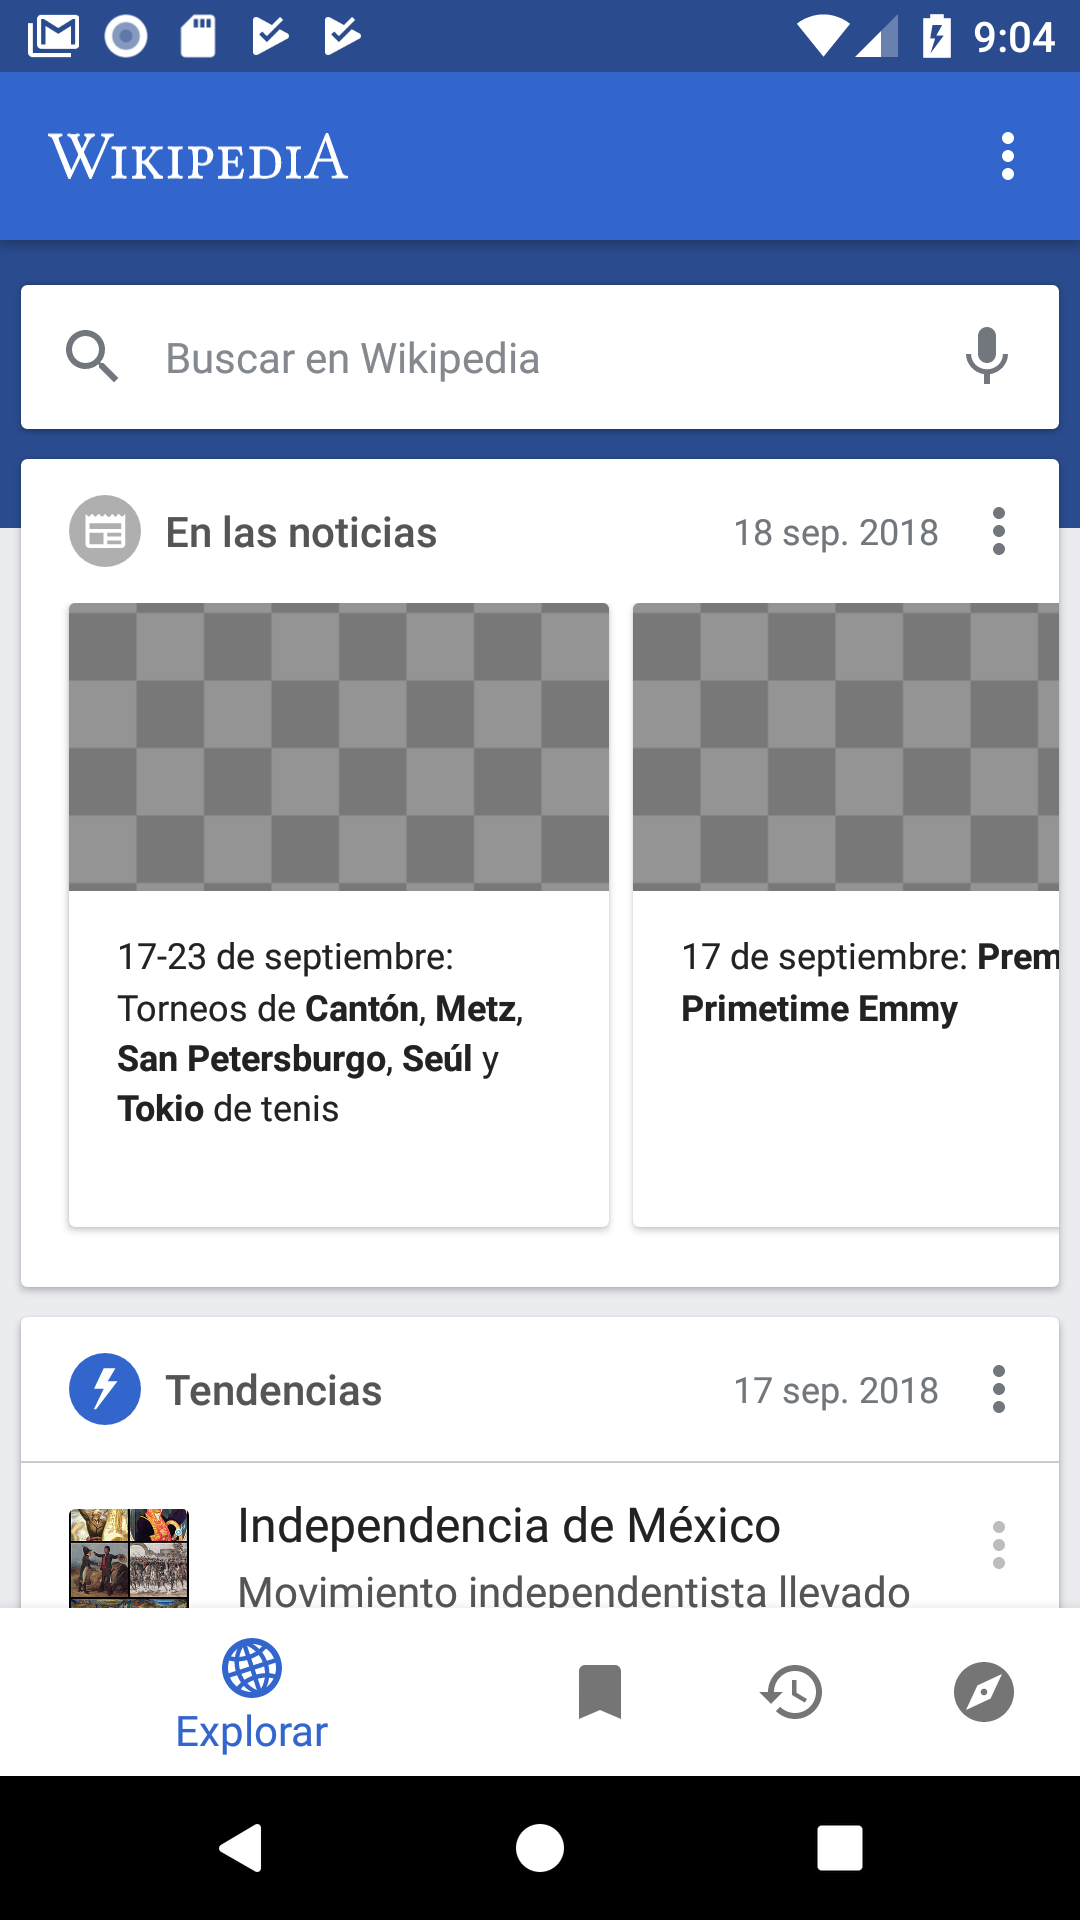 9:04
WIKIPEDIA
Buscar en Wikipedia
En las noticias
18 sep. 2018
17-23 de septiembre:
Torneos de Cantón, Metz,
San Petersburgo, Seúl y
Tokio de tenis
17 de septiembre: Prem
Primetime Emmy
Tendencias
17 sep. 2018
Independencia de México
Movimiento independentista llevado
Explorar